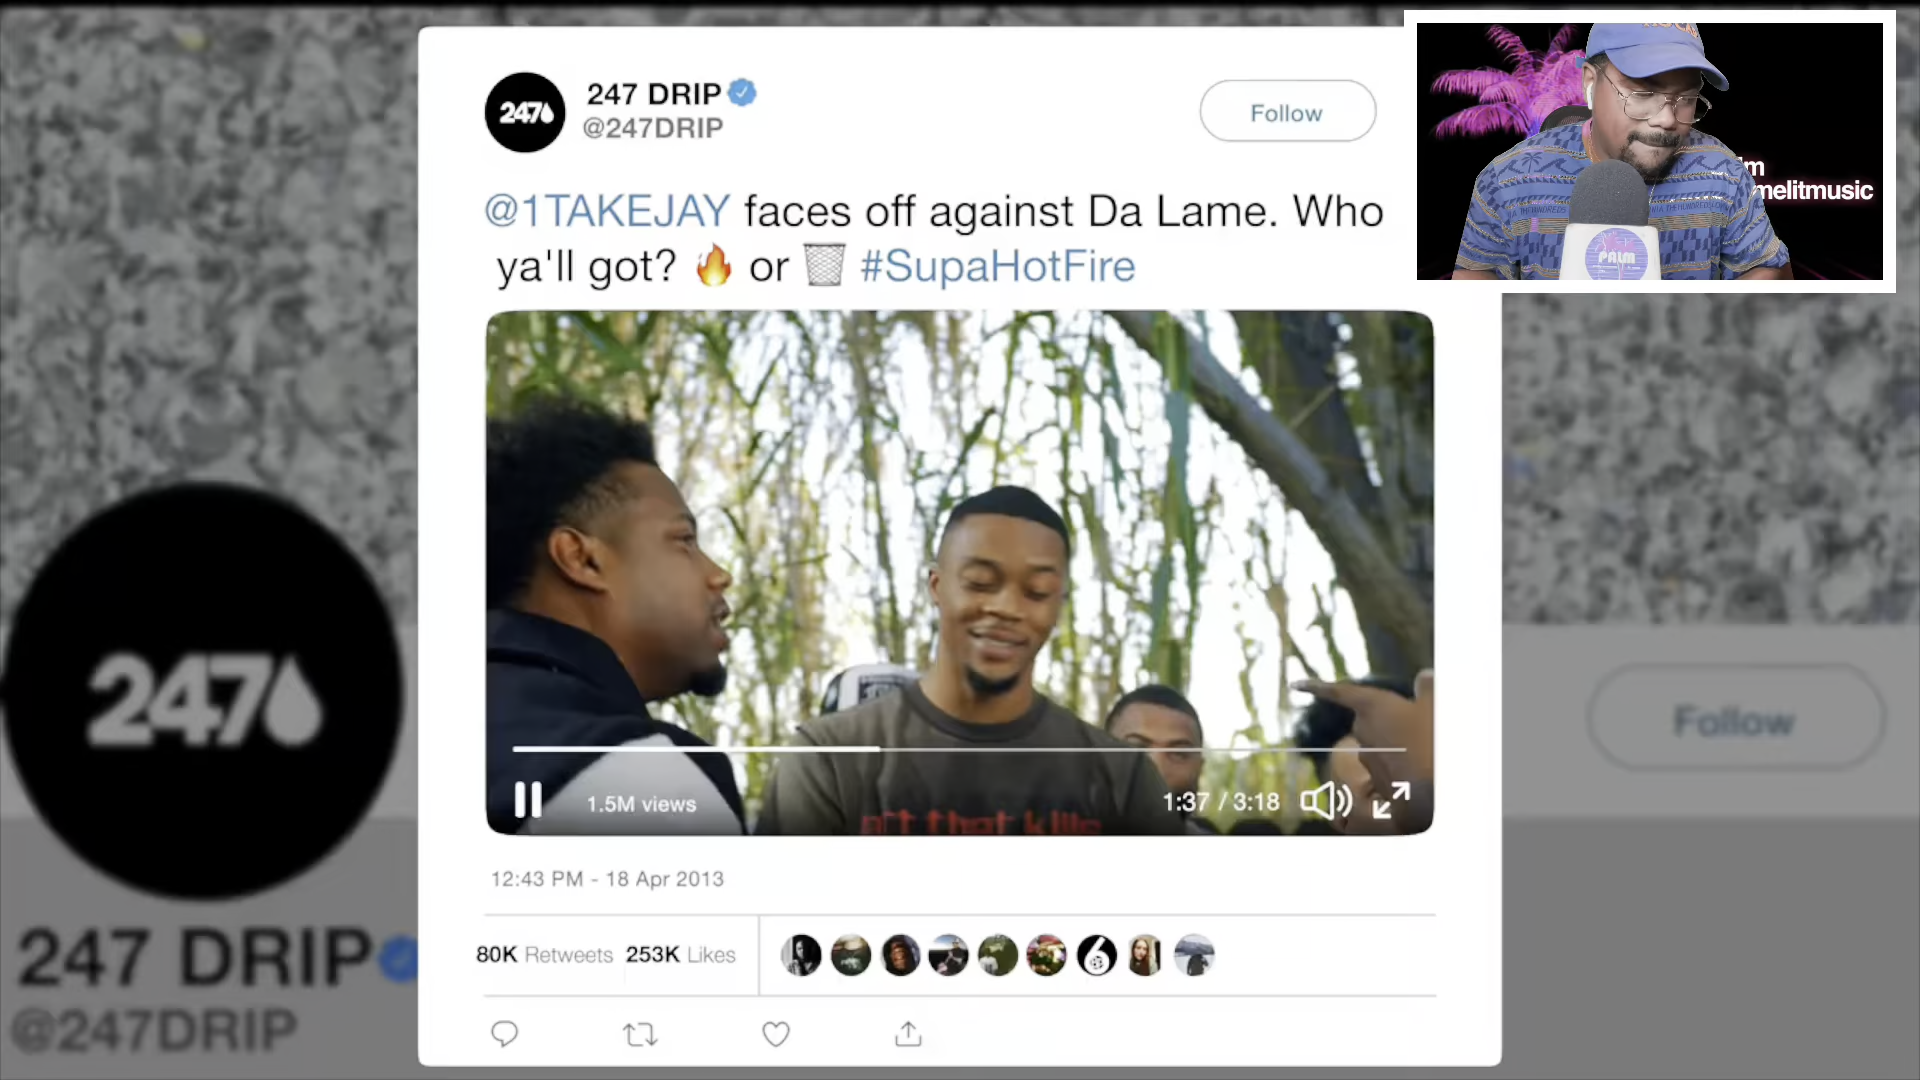 247
247 DRIP
@247DRIP
Follow
@1TAKEJAY faces off against Da Lame. Who
ya'll got? 🔥 or 🗑 #SupaHotFire
melitmusic
PALM
1.5M views
1:37 / 3:18
12:43 PM - 18 Apr 2013
80K Retweets 253K Likes
6
247
Follow
247 DRIP
@247DRIP